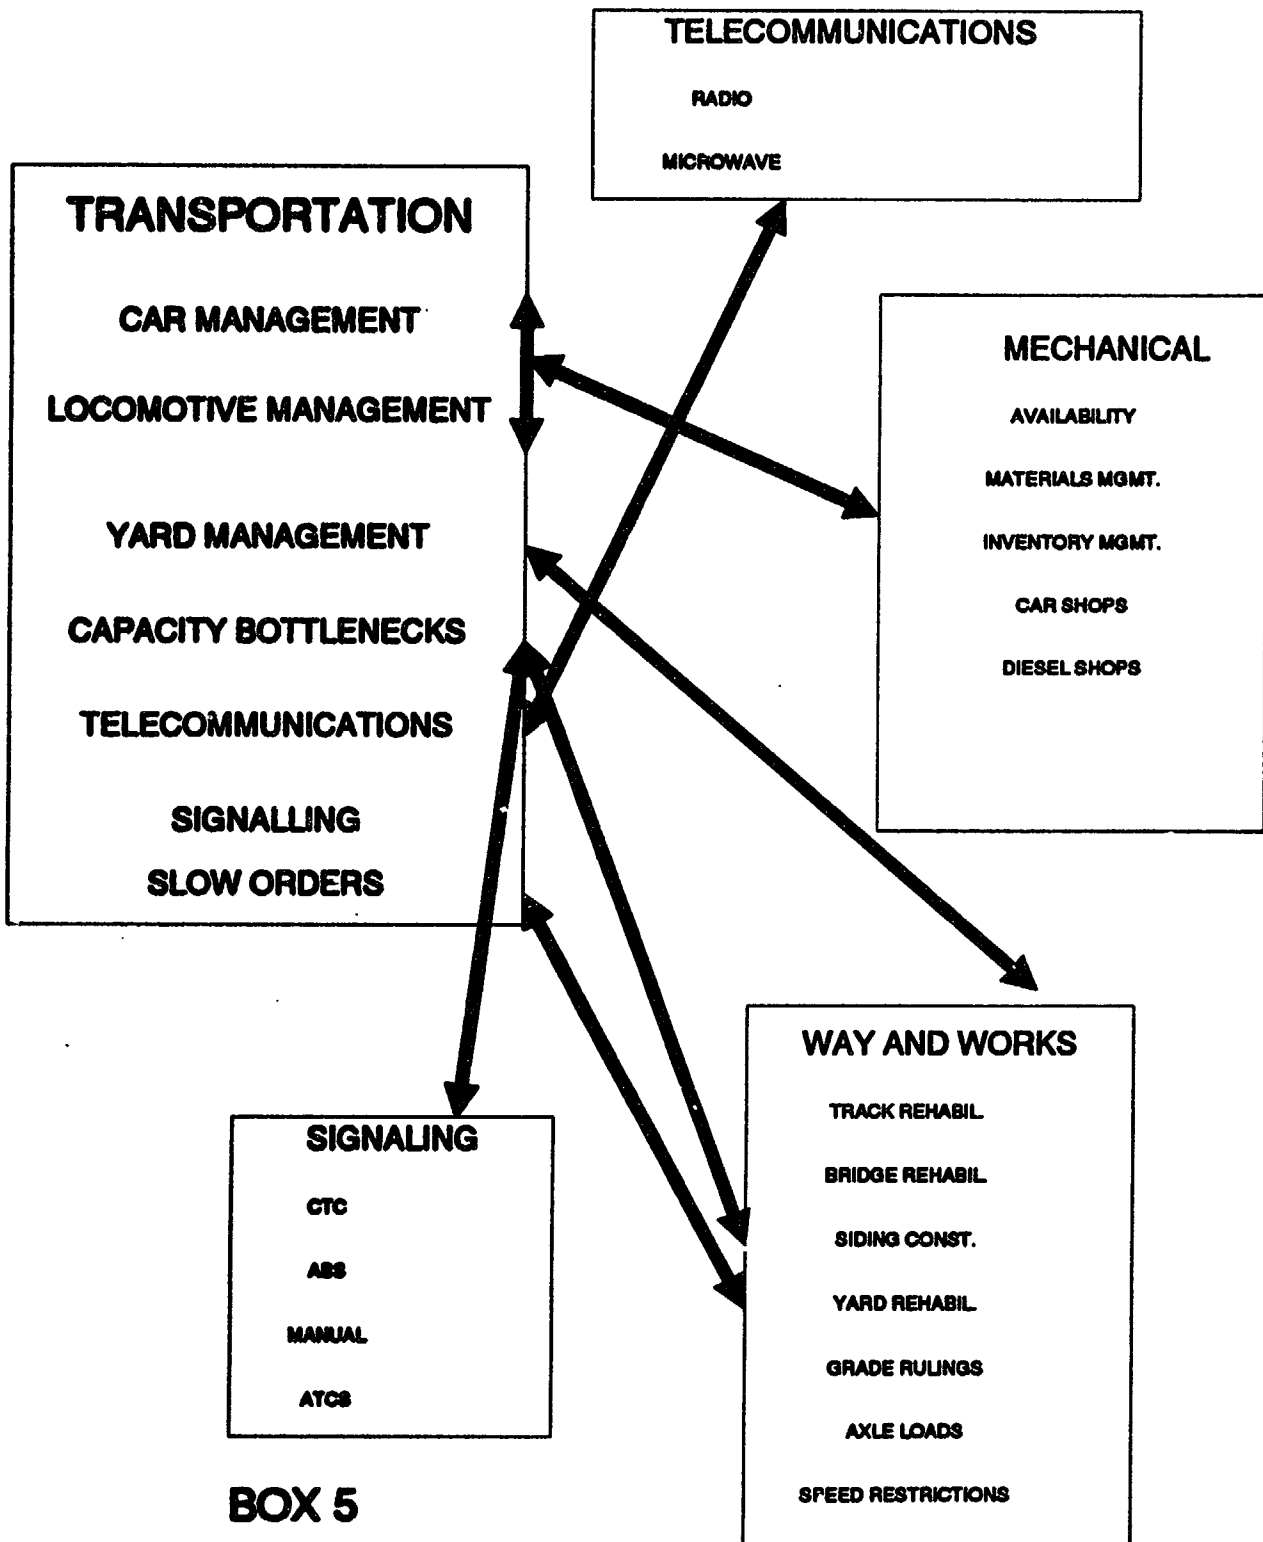 TELECOMMUNICATIONS
RADIO
MICROWAVE
TRANSPORTATION
CAR MANAGEMENT
LOCOMOTIVE MANAGEMENT
YARD MANAGEMENT
CAPACITY BOTTLENECKS
TELECOMMUNICATIONS
SIGNALLING
SLOW ORDERS
MECHANICAL
AVAILABILITY
MATERIALS MGMT.
INVENTORY MGMT.
CAR SHOPS
DIESEL SHOPS
SIGNALING
CTC
ABS
MANUAL
ATCS
WAY AND WORKS
TRACK REHABIL.
BRIDGE REHABIL.
SIDING CONST.
YARD REHABIL.
GRADE RULINGS
AXLE LOADS
SPEED RESTRICTIONS
BOX 5